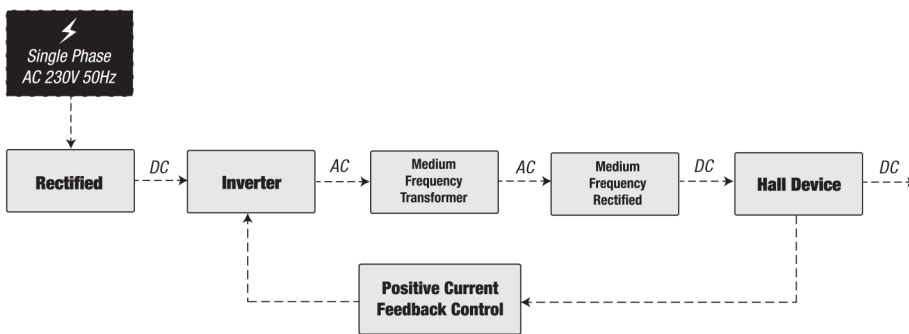 Single Phase
AC 230V 50Hz
Rectified
DC
Inverter
AC
Medium
Frequency
Transformer
AC
Medium
Frequency
Rectified
DC
Hall Device
DC
Positive Current
Feedback Control